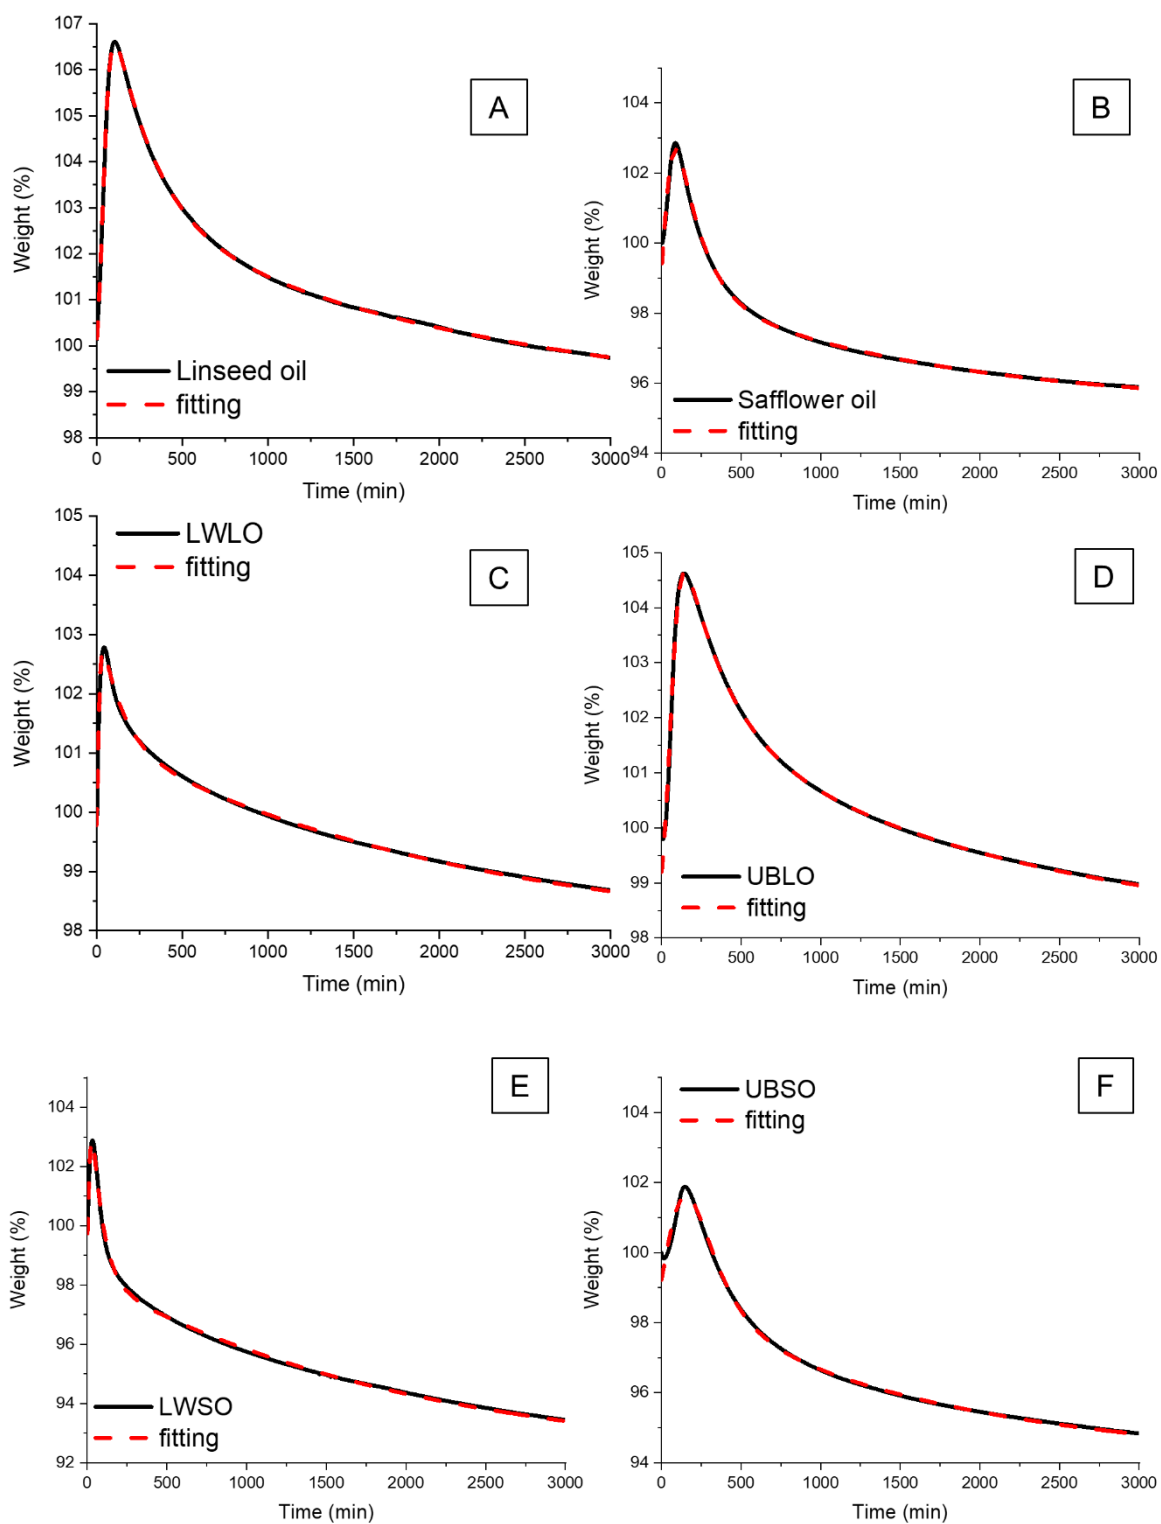 A
Weight (%)
107
106
105
104
103
102
101
100
99
98
Linseed oil
fitting
0 500 1000 1500 2000 2500 3000
Time (min)
B
Weight (%)
104
102
100
98
96
94
Safflower oil
fitting
0 500 1000 1500 2000 2500 3000
Time (min)
C
Weight (%)
105
104
103
102
101
100
99
98
LWLO
fitting
0 500 1000 1500 2000 2500 3000
Time (min)
D
Weight (%)
105
104
103
102
101
100
99
98
UBLO
fitting
0 500 1000 1500 2000 2500 3000
Time (min)
E
Weight (%)
104
102
100
98
96
94
92
LWSO
fitting
0 500 1000 1500 2000 2500 3000
Time (min)
F
Weight (%)
104
102
100
98
96
94
UBSO
fitting
0 500 1000 1500 2000 2500 3000
Time (min)